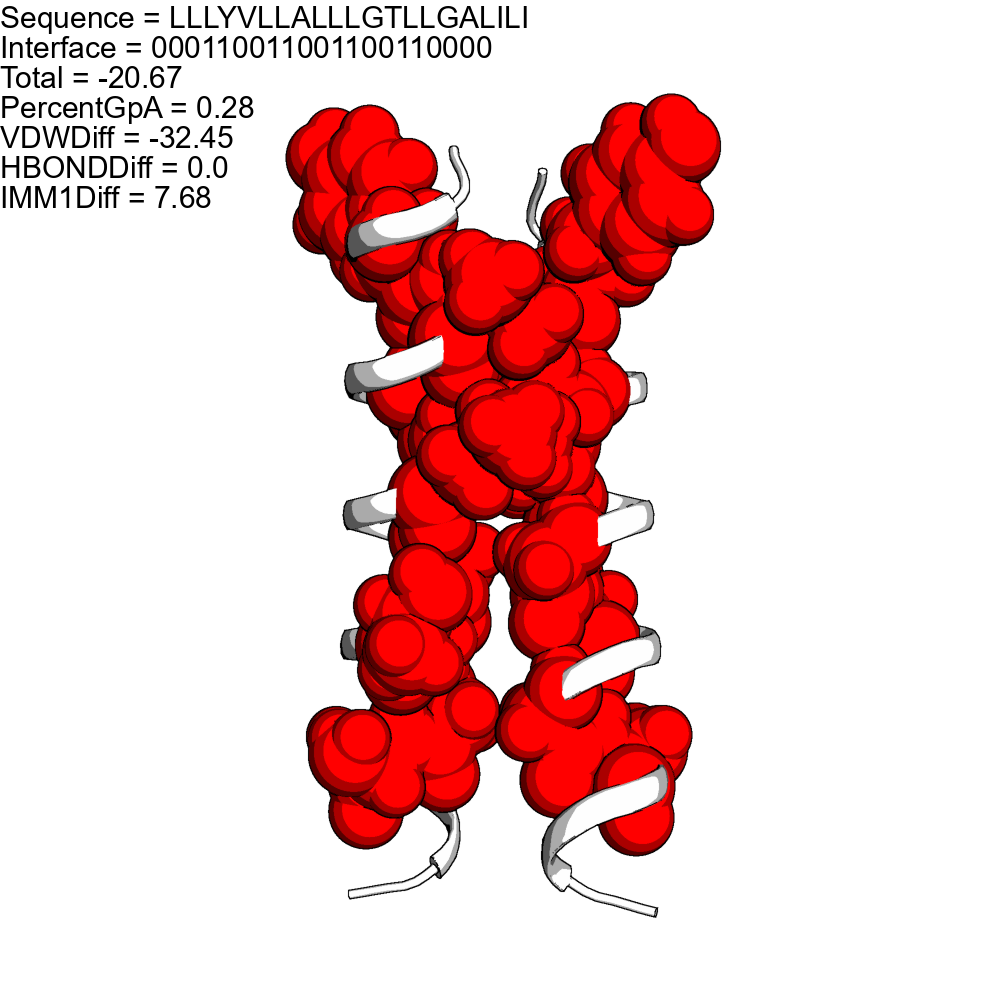 Sequence = LLLYVLLALLLGTLLGALILI
Interface = 000110011001100110000
Total = -20.67
PercentGpA = 0.28
VDWDiff = -32.45
HBONDDiff = 0.0
IMM1Diff = 7.68